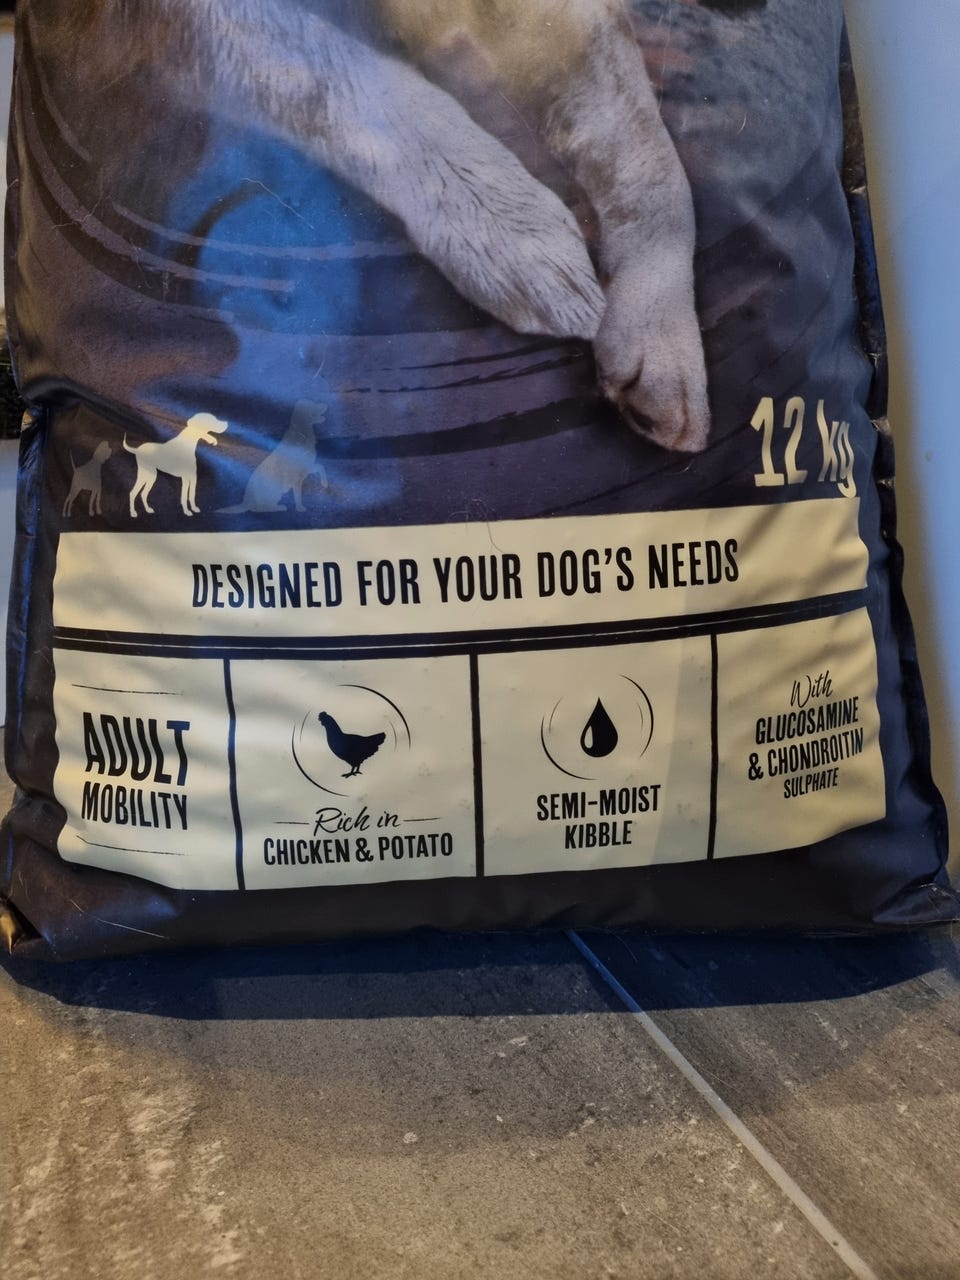 12 kg
DESIGNED FOR YOUR DOG'S NEEDS
ADULT
MOBILITY
Rich in
CHICKEN & POTATO
SEMI-MOIST
KIBBLE
With
GLUCOSAMINE
& CHONDROITIN
SULPHATE